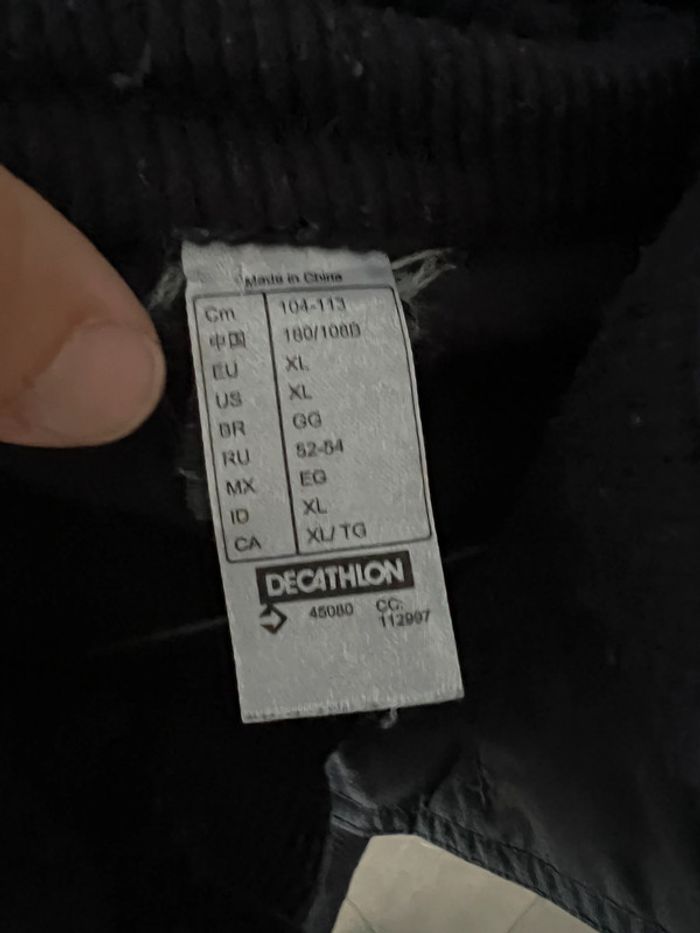 Made in China
Cm 104-113
中国 180/108B
EU XL
US XL
BR GG
RU 52-54
MX EG
ID XL
CA XL/TG
DECATHLON
45080 CC:
112997